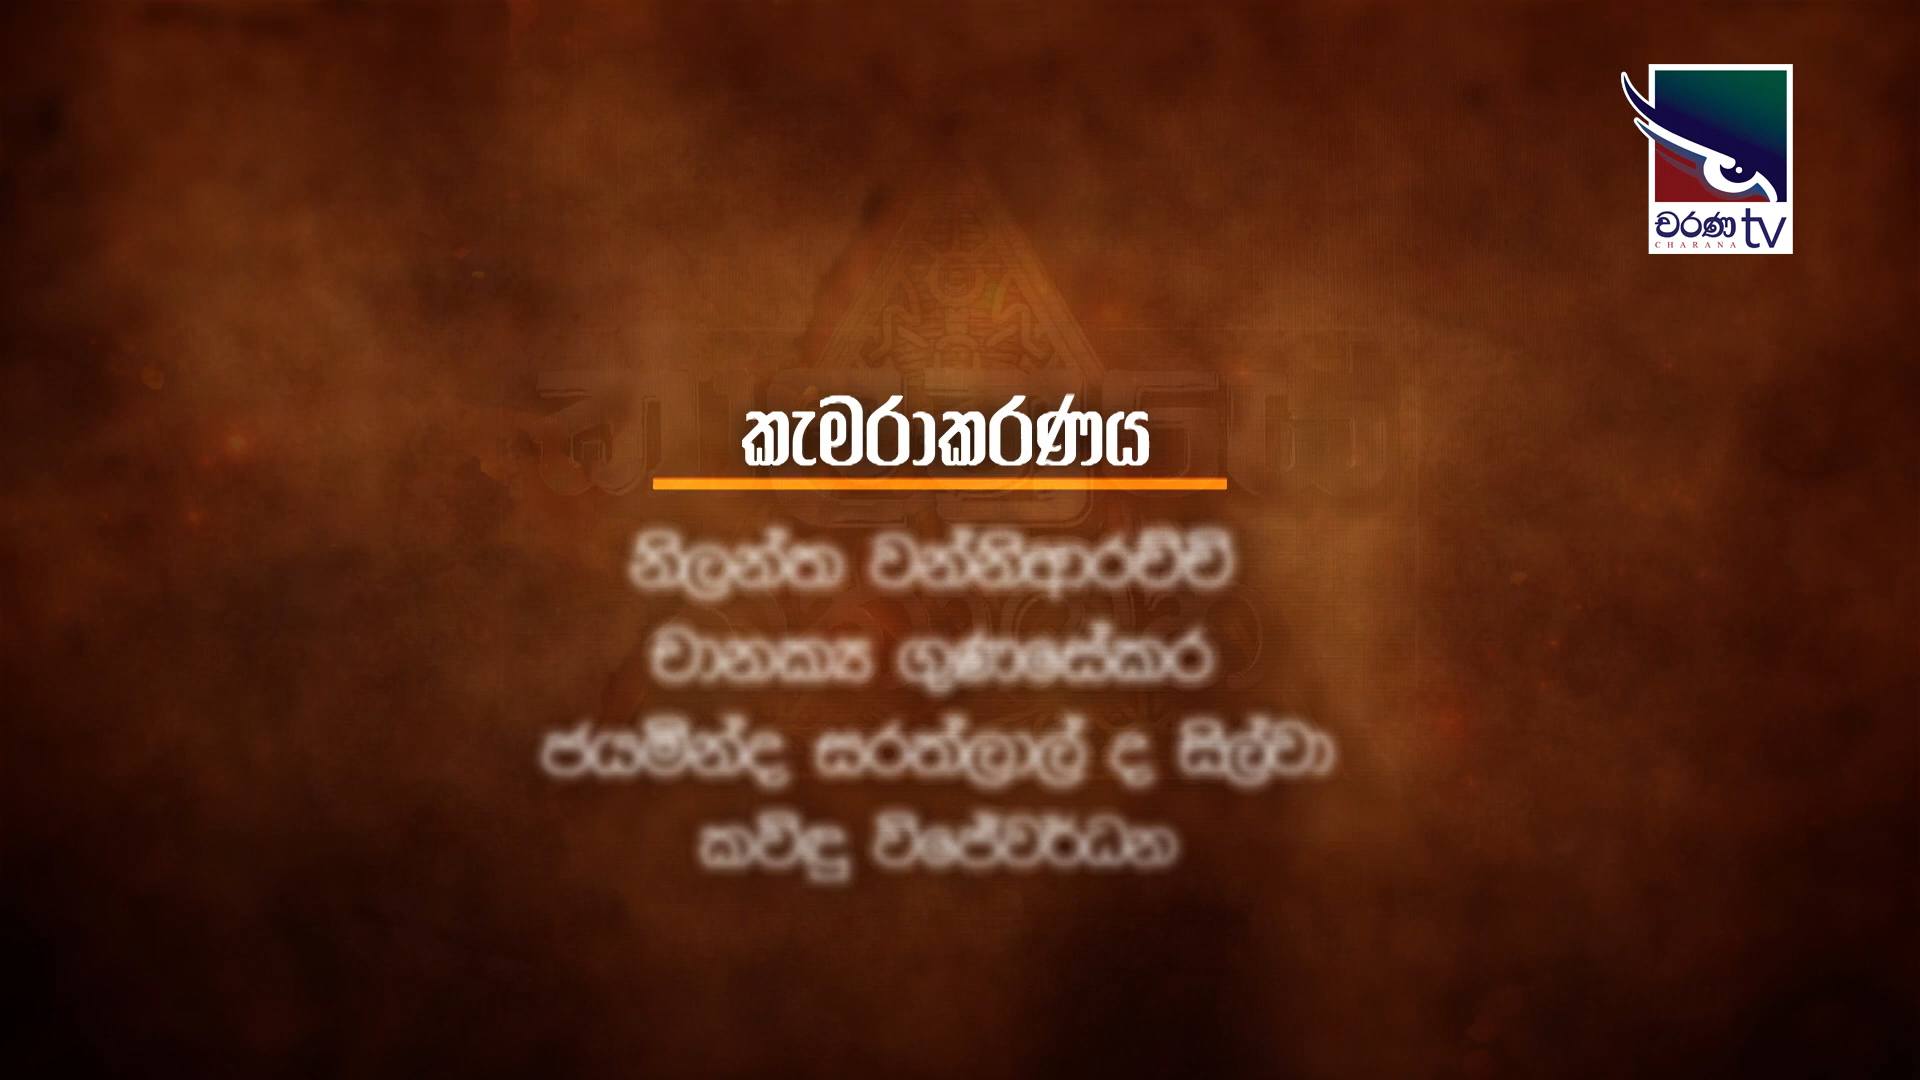 චරණ tv
CHARANA
කැමරාකරණය
නිලන්ත වන්නිආරච්චි
චානක්‍ය ගුණසේකර
ජයමින්ද සරත්ලාල් ද සිල්වා
කවිඳු විජේවර්ධන